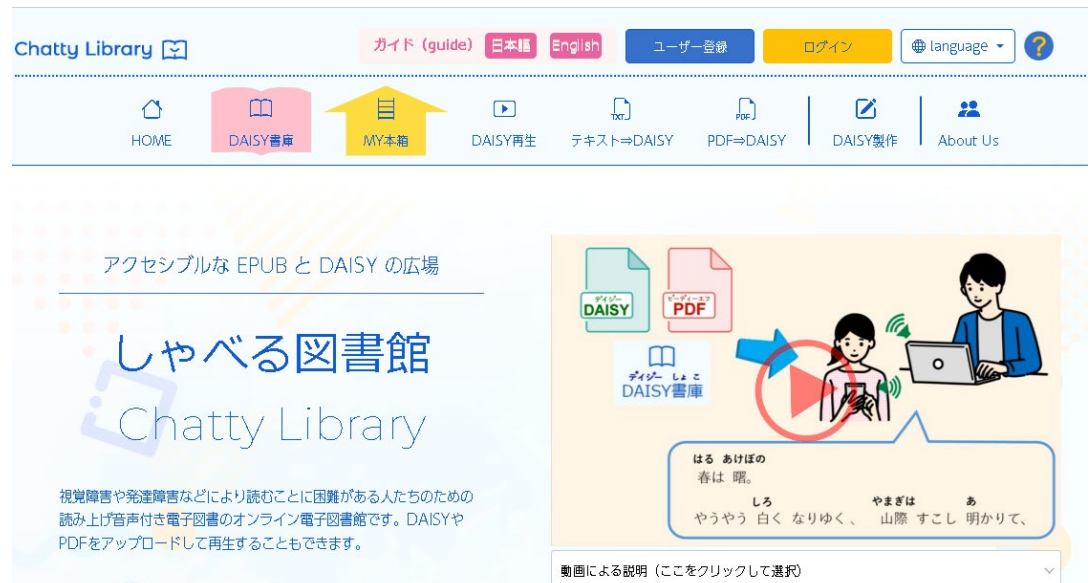 Chatty Library
ガイド (guide) 日本語 English ユーザー登録 ログイン language ?
HOME DAISY書庫 MY本箱 DAISY再生 TXT テキスト⇒DAISY PDF PDF⇒DAISY DAISY製作 About Us
アクセシブルな EPUB と DAISY の広場
しゃべる図書館
Chatty Library
視覚障害や発達障害などにより読むことに困難がある人たちのための
読み上げ音声付き電子図書のオンライン電子図書館です。DAISYや
PDFをアップロードして再生することもできます。
デイジー
DAISY
ピーディーエフ
PDF
デイジー しょこ
DAISY書庫
はる あけぼの
春は 曙。
しろ やまぎは あ
やうやう 白く なりゆく、 山際 すこし 明かりて、
動画による説明（ここをクリックして選択）